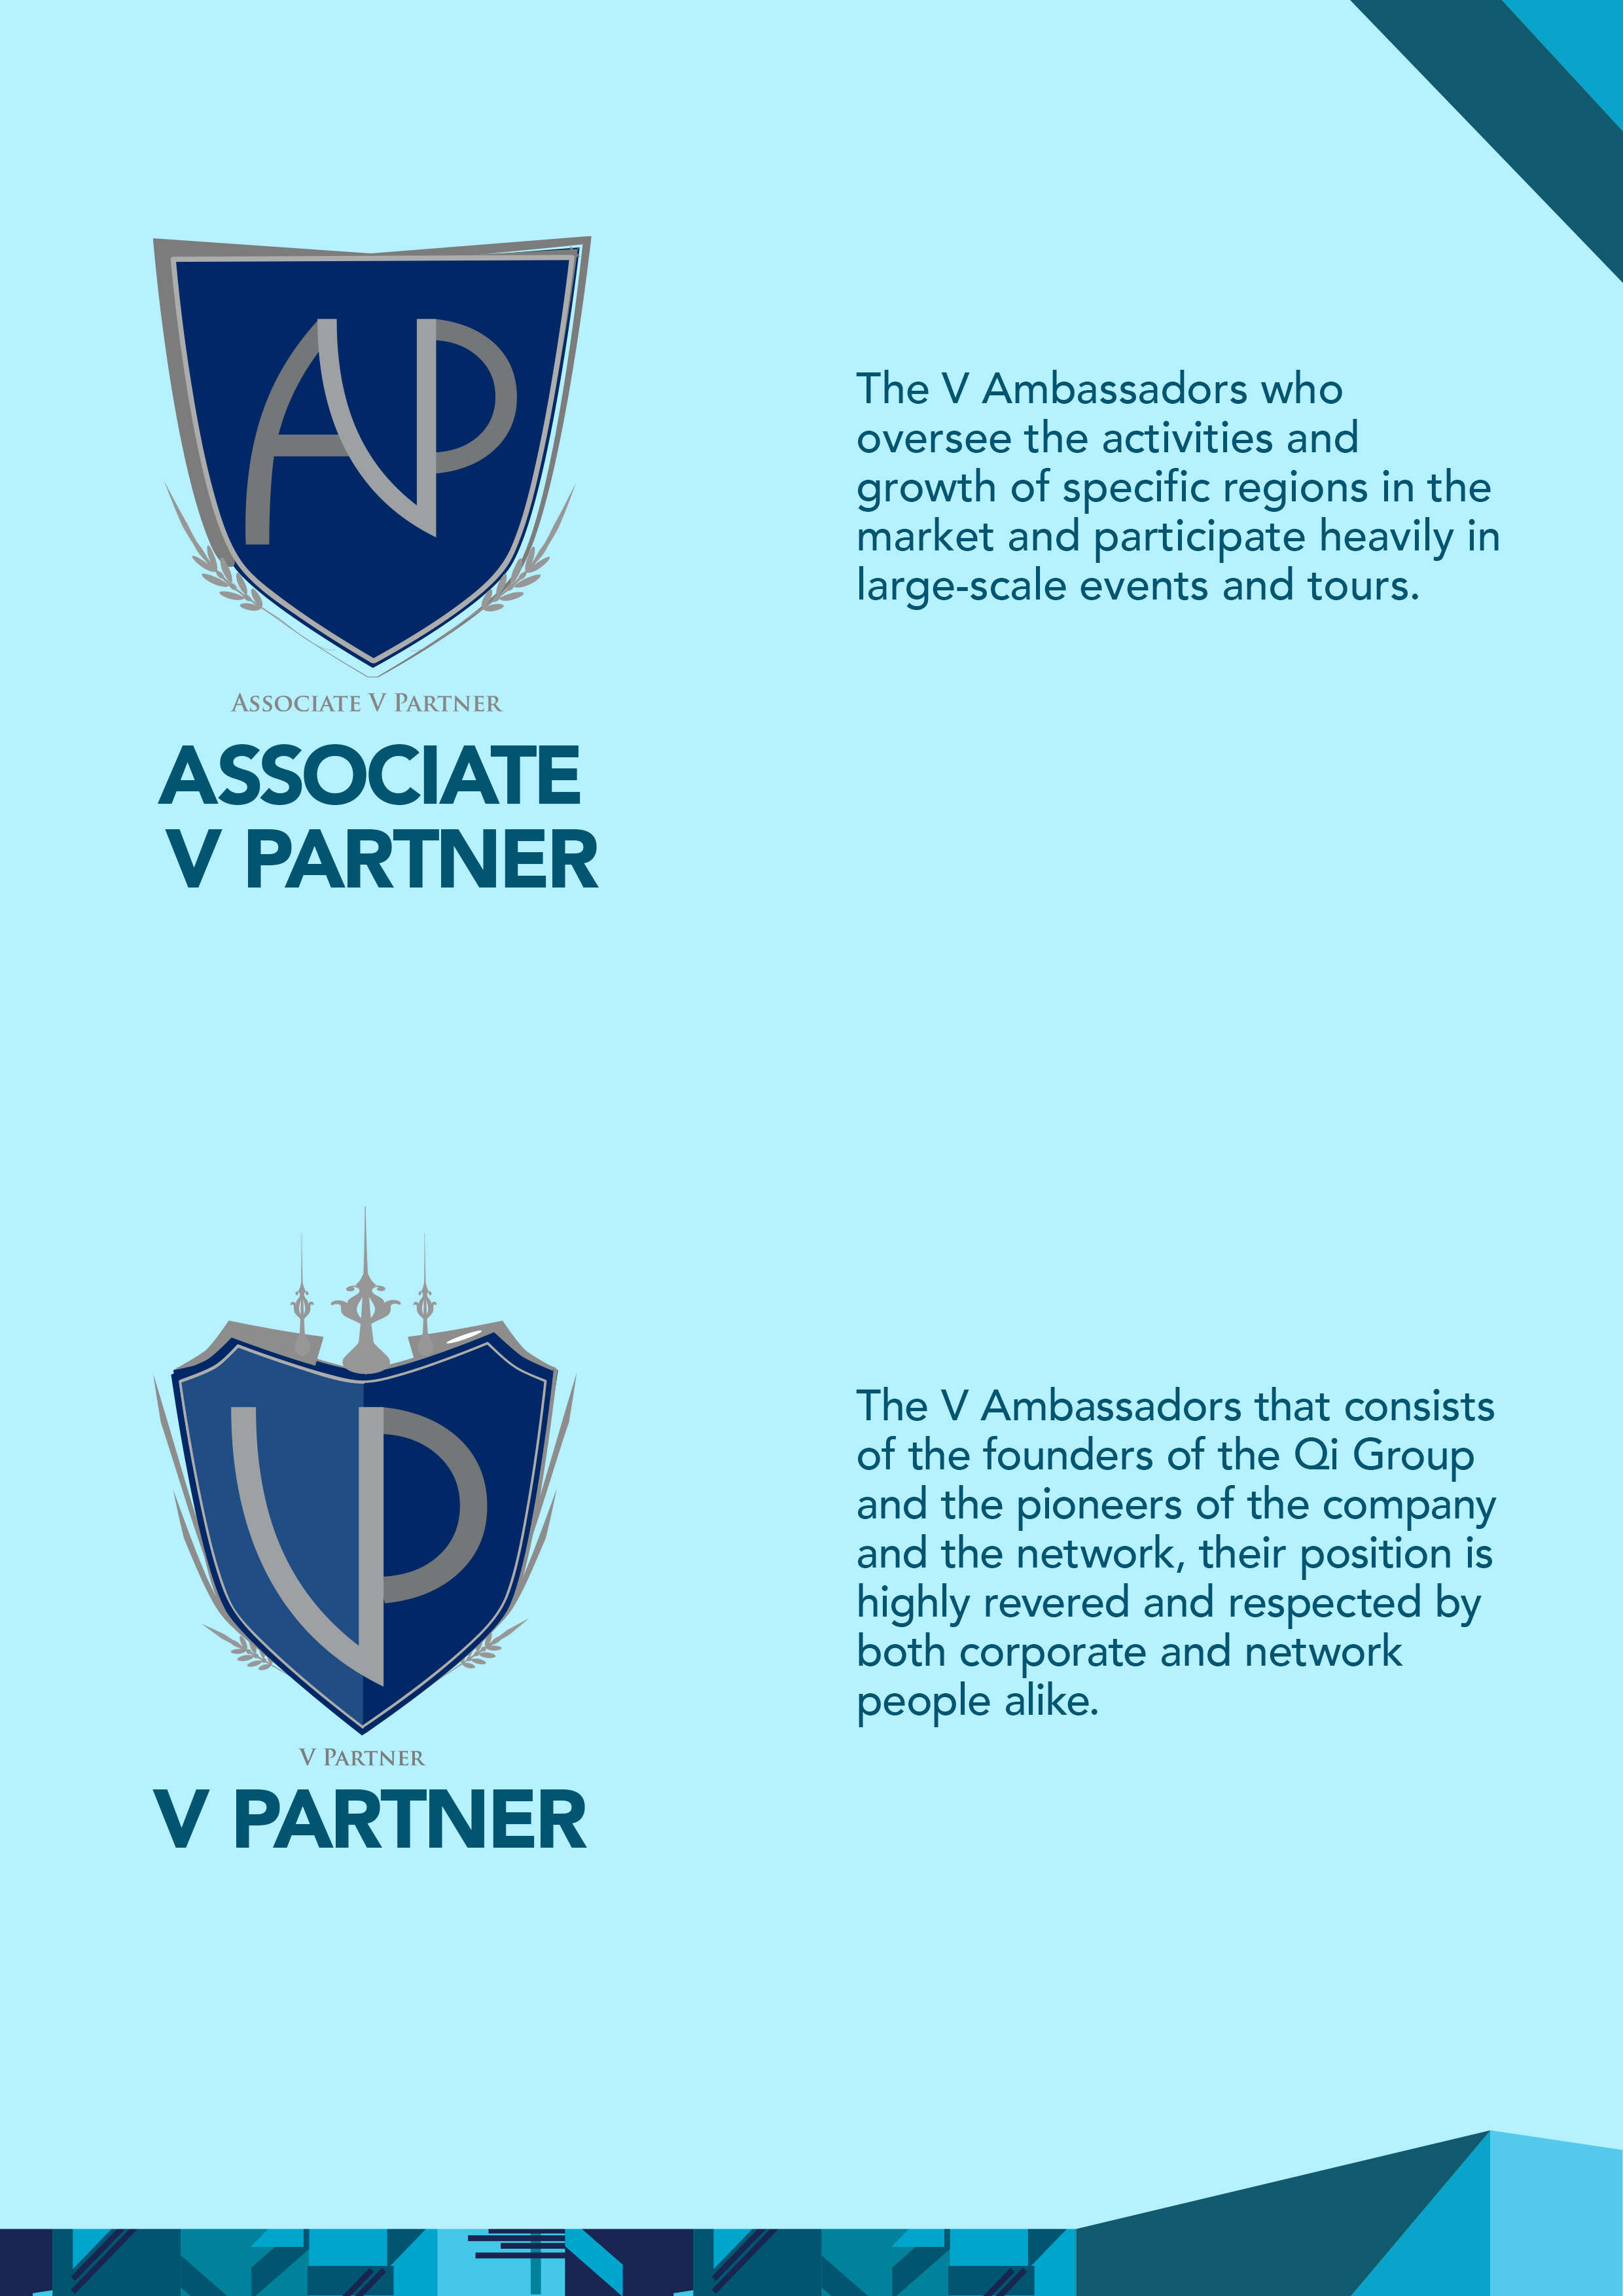 AVP
The V Ambassadors who
oversee the activities and
growth of specific regions in the
market and participate heavily in
large-scale events and tours.
ASSOCIATE V PARTNER
ASSOCIATE
V PARTNER
VP
The V Ambassadors that consists
of the founders of the Qi Group
and the pioneers of the company
and the network, their position is
highly revered and respected by
both corporate and network
people alike.
V PARTNER
V PARTNER